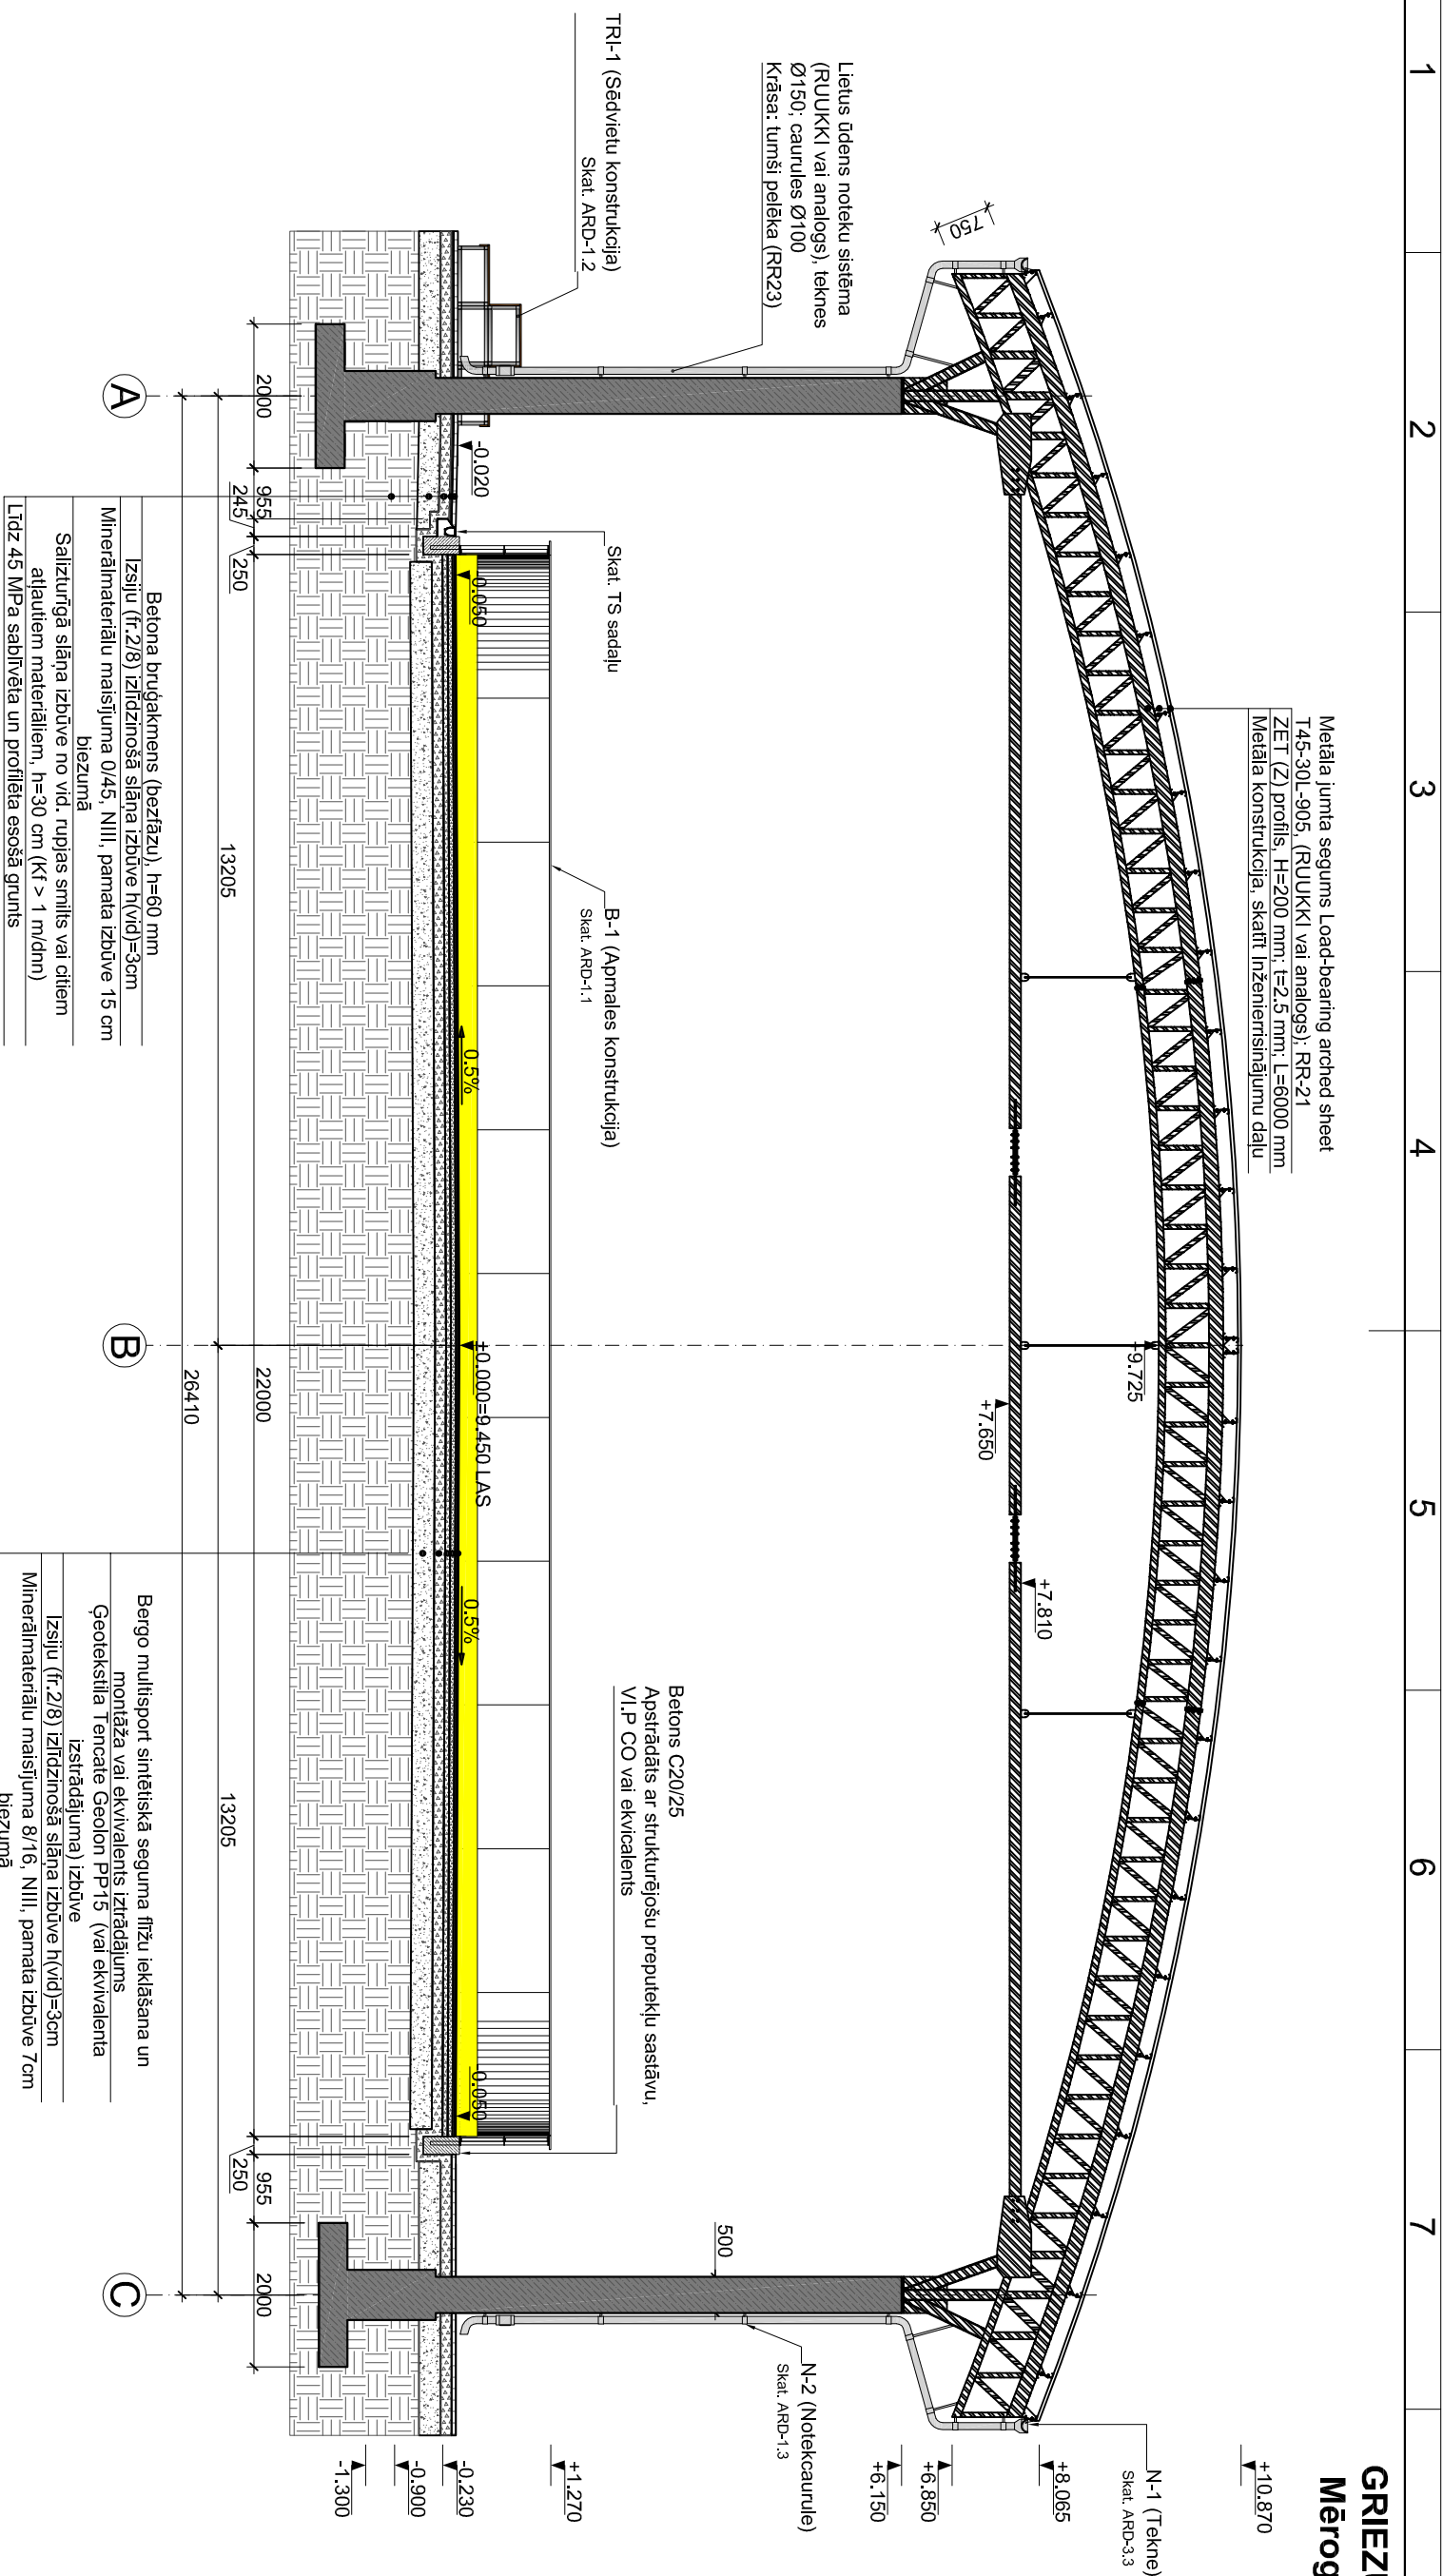 1
2
3
4
5
6
7
GRIEZ
Mērog
Lietus ūdens noteku sistēma
(RUUKKI vai analogs), teknes
Ø150; caurules Ø100
Krāsa: tumši pelēka (RR23)
TRI-1 (Sēdvietu konstrukcija)
Skat. ARD-1.2
750
Metāla jumta segums Load-bearing arched sheet
T45-30L-905, (RUUKKI vai analogs); RR-21
ZET (Z) profils, H=200 mm; t=2.5 mm; L=6000 mm
Metāla konstrukcija, skatīt Inženierrisinājumu daļu
+9.725
+7.650
+7.810
Skat. TS sadaļu
B-1 (Apmales konstrukcija)
Skat. ARD-1.1
Betons C20/25
Apstrādāts ar strukturējošu preputekļu sastāvu,
VI.P CO vai ekvicalents
N-1 (Tekne)
Skat. ARD-3.3
N-2 (Notekcaurule)
Skat. ARD-1.3
500
+10.870
+8.065
+6.850
+6.150
+1.270
-0.230
-0.900
-1.300
-0.020
-0.050
0.5%
±0.000=9.450 LAS
0.5%
-0.050
2000
955
245
250
22000
250
955
2000
13205
13205
26410
A
B
C
Betona bruģakmens (bezfāzu), h=60 mm
Izsiju (fr.2/8) izlīdzinošā slāņa izbūve h(vid)=3cm
Minerālmateriālu maisījuma 0/45, NIII, pamata izbūve 15 cm
biezumā
Salizturīgā slāņa izbūve no vid. rupjas smilts vai citiem
atļautiem materiāliem, h=30 cm (Kf > 1 m/dnn)
Līdz 45 MPa sablīvēta un profilēta esošā grunts
Bergo multisport sintētiskā seguma flīžu ieklāšana un
montāža vai ekvivalents iztrādājums
Ģeotekstila Tencate Geolon PP15 (vai ekvivalenta
izstrādājuma) izbūve
Izsiju (fr.2/8) izlīdzinošā slāņa izbūve h(vid)=3cm
Minerālmateriālu maisījuma 8/16, NIII, pamata izbūve 7cm
biezumā